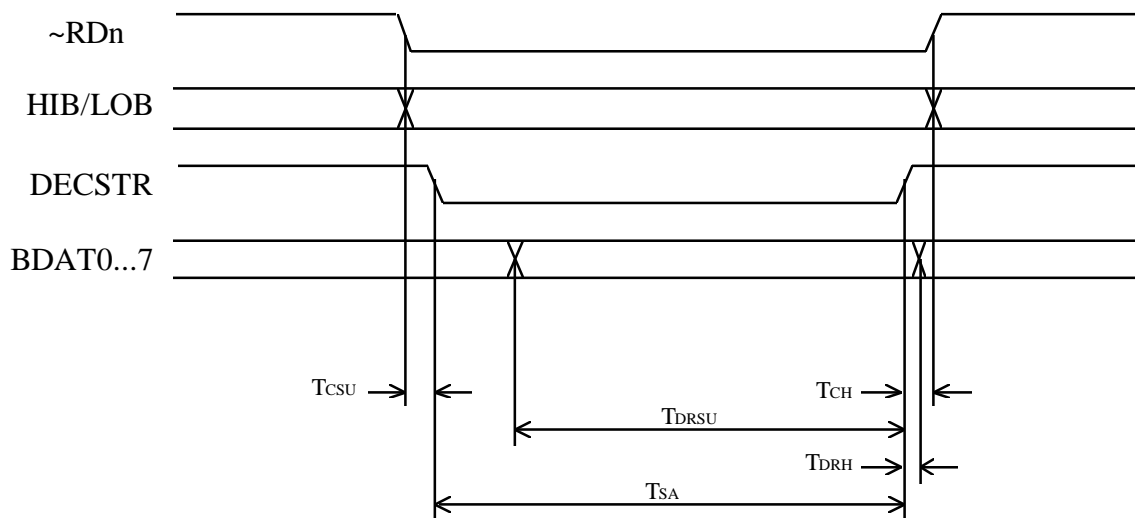 ~RDn
HIB/LOB
DECSTR
BDAT0...7
TCSU
TCH
TDRSU
TDRH
TSA